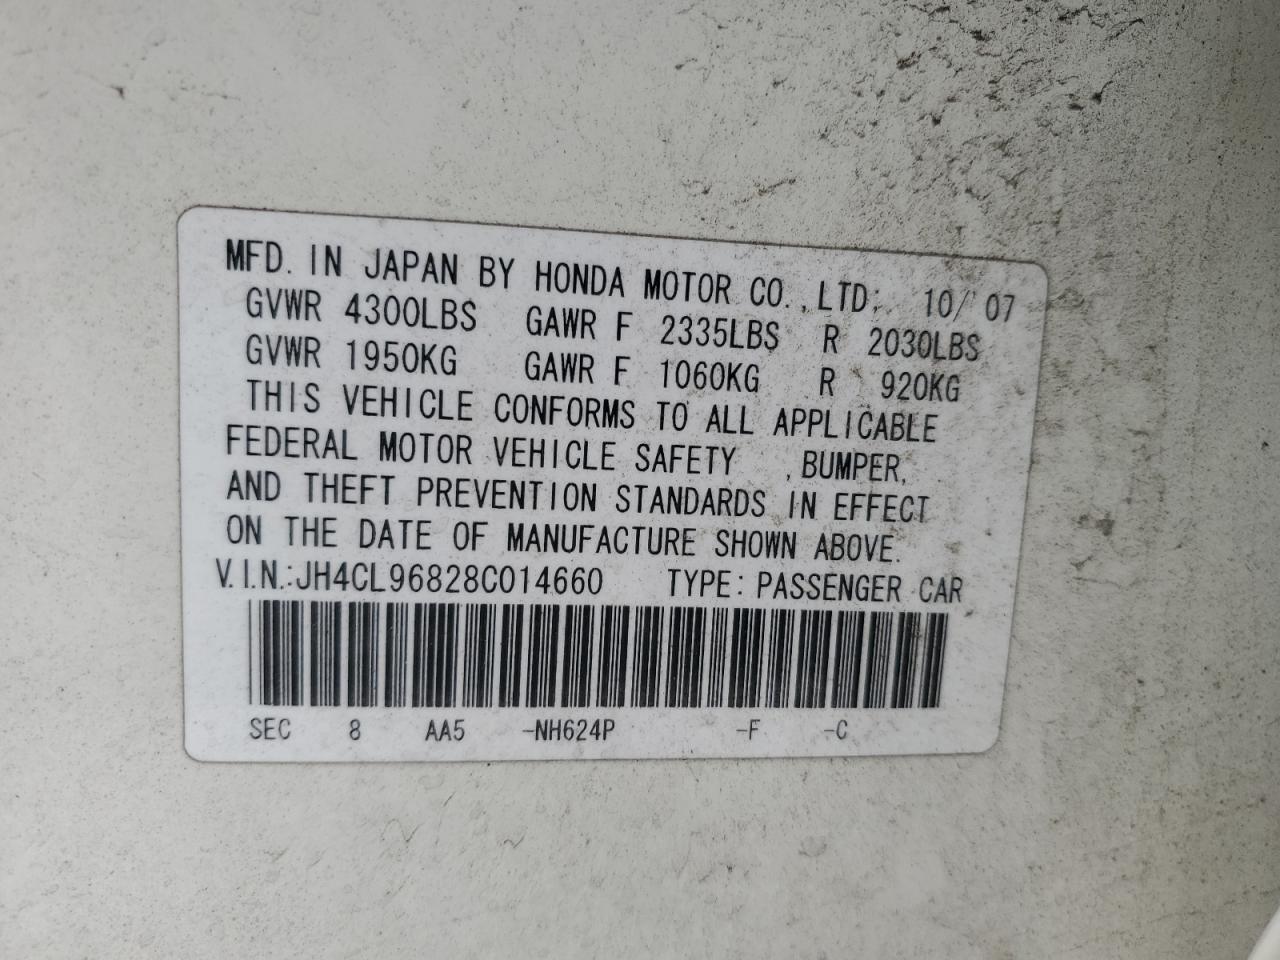 MFD. IN JAPAN BY HONDA MOTOR CO.,LTD. 10/ 07
GVWR 4300LBS GAWR F 2335LBS R 2030LBS
GVWR 1950KG GAWR F 1060KG R 920KG
THIS VEHICLE CONFORMS TO ALL APPLICABLE
FEDERAL MOTOR VEHICLE SAFETY ,BUMPER,
AND THEFT PREVENTION STANDARDS IN EFFECT
ON THE DATE OF MANUFACTURE SHOWN ABOVE.
V.I.N.:JH4CL96828C014660 TYPE:PASSENGER CAR
SEC 8 AA5 -NH624P -F -C